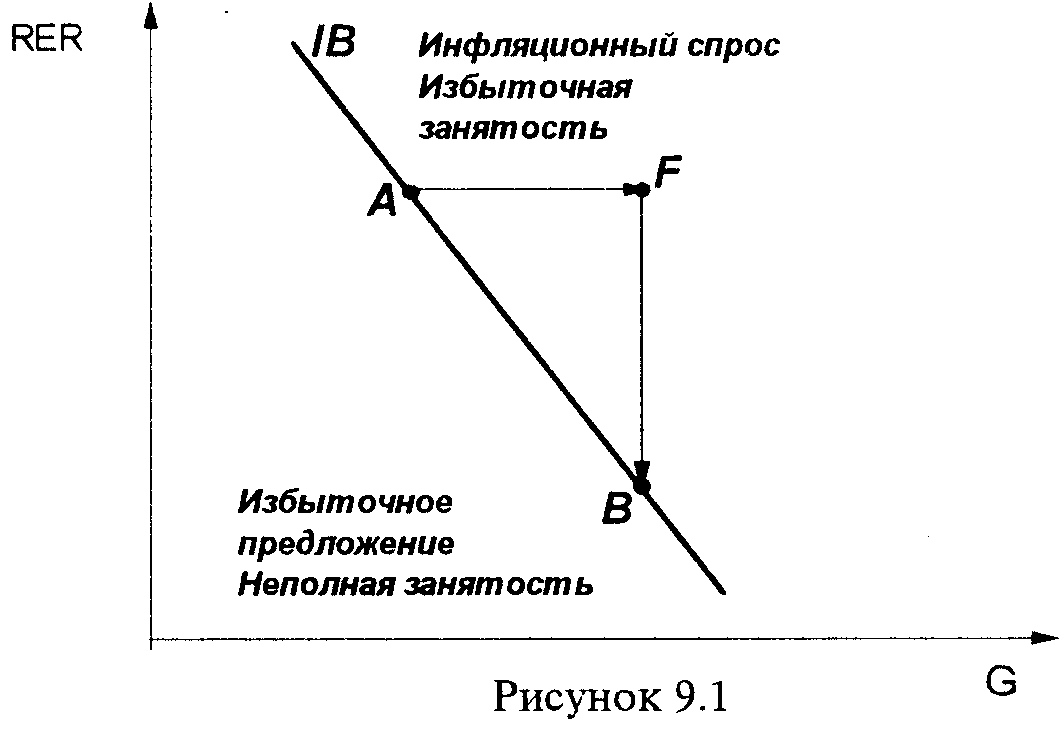 RER
IB
Инфляционный спрос
Избыточная
занятость
A
F
B
Избыточное
предложение
Неполная занятость
G
Рисунок 9.1